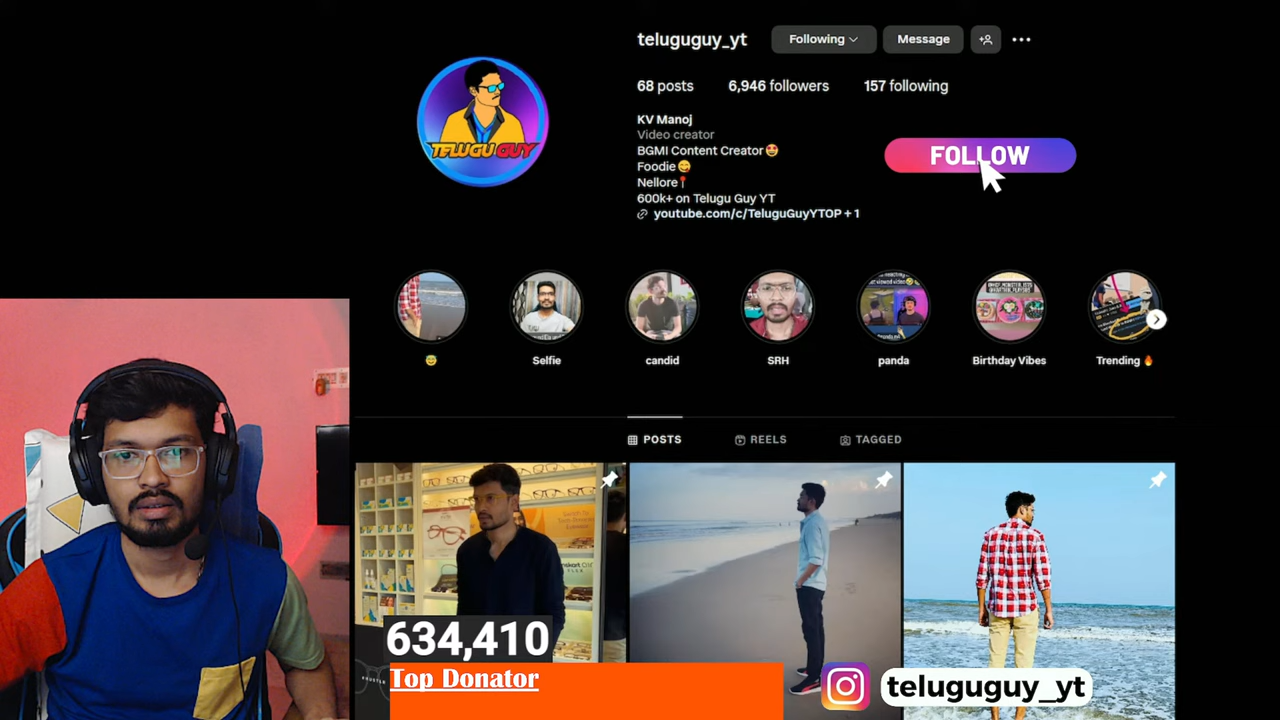 teluguguy_yt
Following
Message
68 posts
6,946 followers
157 following
KV Manoj
Video creator
BGMI Content Creator🤩
Foodie😋
Nellore📍
600k+ on Telugu Guy YT
youtube.com/c/TeluguGuyYTOP + 1
TELUGU GUY
FOLLOW
😇
Selfie
candid
SRH
panda
Birthday Vibes
Trending 🔥
POSTS
REELS
TAGGED
634,410
Top Donator
teluguguy_yt